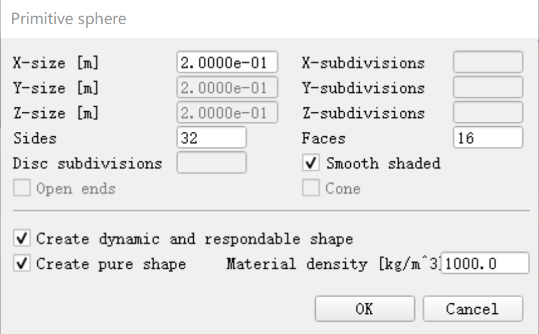 Primitive sphere
X-size [m] 2.0000e-01 X-subdivisions
Y-size [m] 2.0000e-01 Y-subdivisions
Z-size [m] 2.0000e-01 Z-subdivisions
Sides 32 Faces 16
Disc subdivisions Smooth shaded
Open ends Cone
Create dynamic and respondable shape
Create pure shape Material density [kg/m^3] 1000.0
OK Cancel